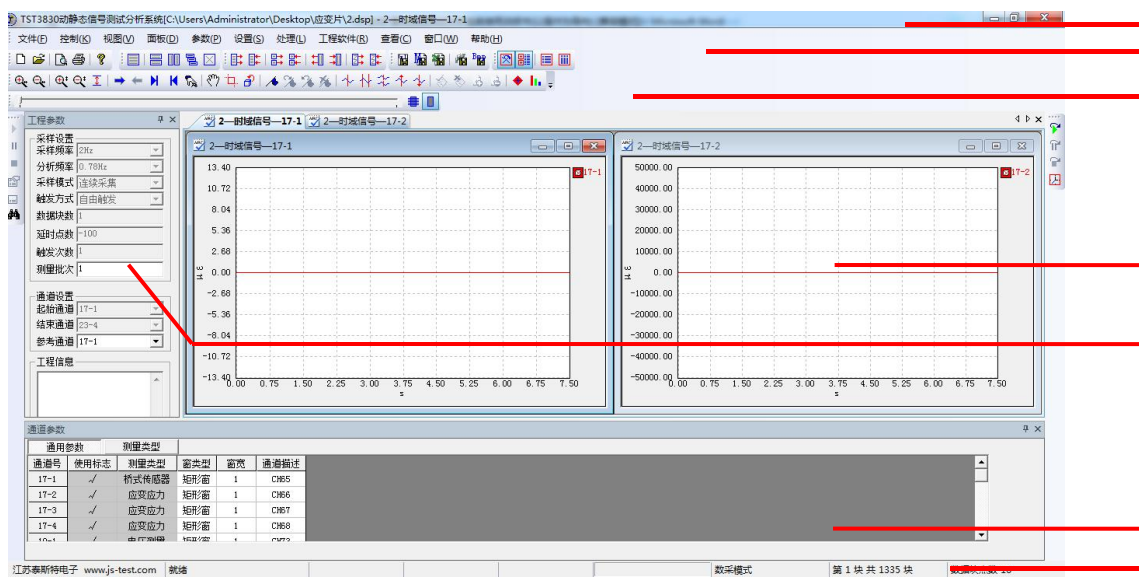 TST3830动静态信号测试分析系统[C:\Users\Administrator\Desktop\应变片\2.dsp] - 2—时域信号—17-1
文件(F) 控制(K) 视图(V) 面板(D) 参数(P) 设置(S) 处理(L) 工程软件(R) 查看(C) 窗口(W) 帮助(H)
工程参数
采样设置
采样频率 2Hz
分析频率 0.78Hz
采样模式 连续采集
触发方式 自由触发
数据块数 1
延时点数 -100
触发次数 1
测量批次 1
通道设置
起始通道 17-1
结束通道 23-4
参考通道 17-1
工程信息
2—时域信号—17-1 2—时域信号—17-2
2—时域信号—17-1
13.40
10.72
8.04
5.36
2.68
0.00
-2.68
-5.36
-8.04
-10.72
-13.40
με
0.00 0.75 1.50 2.25 3.00 3.75 4.50 5.25 6.00 6.75 7.50
s
17-1
2—时域信号—17-2
50000.00
40000.00
30000.00
20000.00
10000.00
0.00
-10000.00
-20000.00
-30000.00
-40000.00
-50000.00
με
0.00 0.75 1.50 2.25 3.00 3.75 4.50 5.25 6.00 6.75 7.50
s
17-2
通道参数
通用参数 测量类型
通道号 使用标志 测量类型 窗类型 窗宽 通道描述
17-1 √ 桥式传感器 矩形窗 1 CH65
17-2 √ 应变应力 矩形窗 1 CH66
17-3 √ 应变应力 矩形窗 1 CH67
17-4 √ 应变应力 矩形窗 1 CH68
江苏泰斯特电子 www.js-test.com 就绪 数采模式 第 1 块 共 1335 块